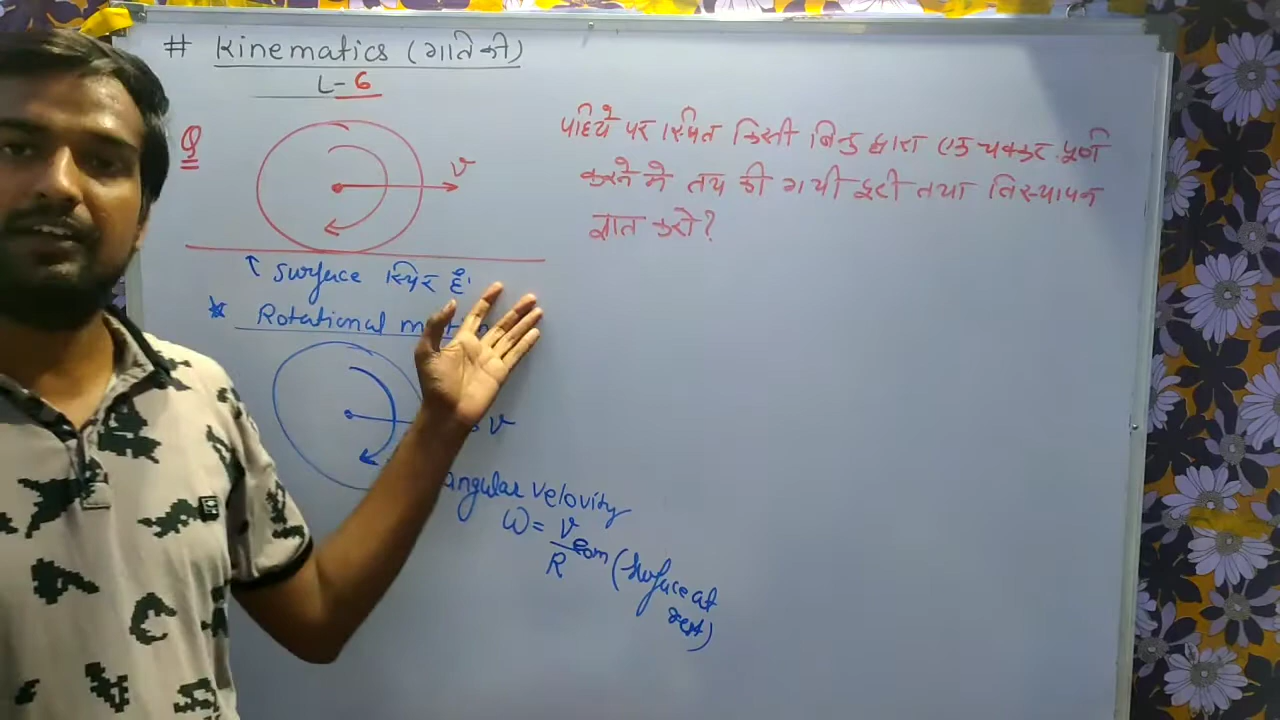 # Kinematics (गतिकी)
L-6
Q
v
पहिये पर स्थित किसी बिन्दु द्वारा एक चक्कर पूर्ण
करने मे तय की गयी दूरी तथा विस्थापन
ज्ञात करो?
↑ Surface स्थिर है
* Rotational
v
angular velovity
ω = v com / R (Surface at
rest)